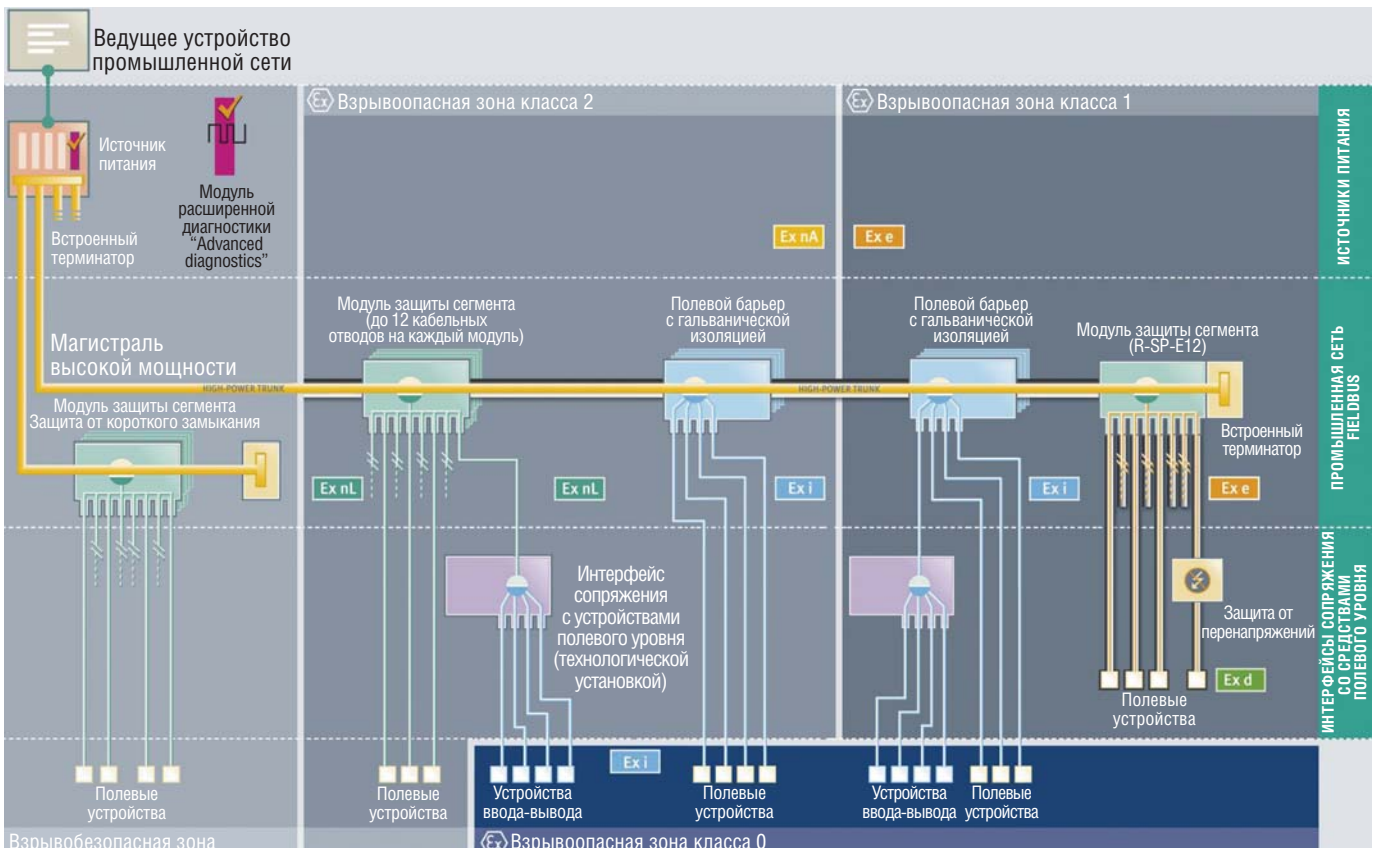 Ведущее устройство
промышленной сети
Ex Взрывоопасная зона класса 2
Ex Взрывоопасная зона класса 1
Источник
питания
Модуль
расширенной
диагностики
“Advanced
diagnostics”
Встроенный
терминатор
Ex nA
Ex e
ИСТОЧНИКИ ПИТАНИЯ
Магистраль
высокой мощности
HIGH-POWER TRUNK
Модуль защиты сегмента
(до 12 кабельных
отводов на каждый модуль)
Полевой барьер
с гальванической
изоляцией
HIGH-POWER TRUNK
Полевой барьер
с гальванической
изоляцией
Модуль защиты сегмента
(R-SP-E12)
Встроенный
терминатор
Модуль защиты сегмента
Защита от короткого замыкания
Ex nL
Ex nL
Ex i
Ex i
Ex e
ПРОМЫШЛЕННАЯ СЕТЬ
FIELDBUS
Интерфейс
сопряжения
с устройствами
полевого уровня
(технологической
установкой)
Защита от
перенапряжений
Ex d
Полевые
устройства
ИНТЕРФЕЙСЫ СОПРЯЖЕНИЯ
СО СРЕДСТВАМИ
ПОЛЕВОГО УРОВНЯ
Ex i
Полевые
устройства
Полевые
устройства
Устройства
ввода-вывода
Полевые
устройства
Устройства
ввода-вывода
Полевые
устройства
Взрывобезопасная зона
Ex Взрывоопасная зона класса 0